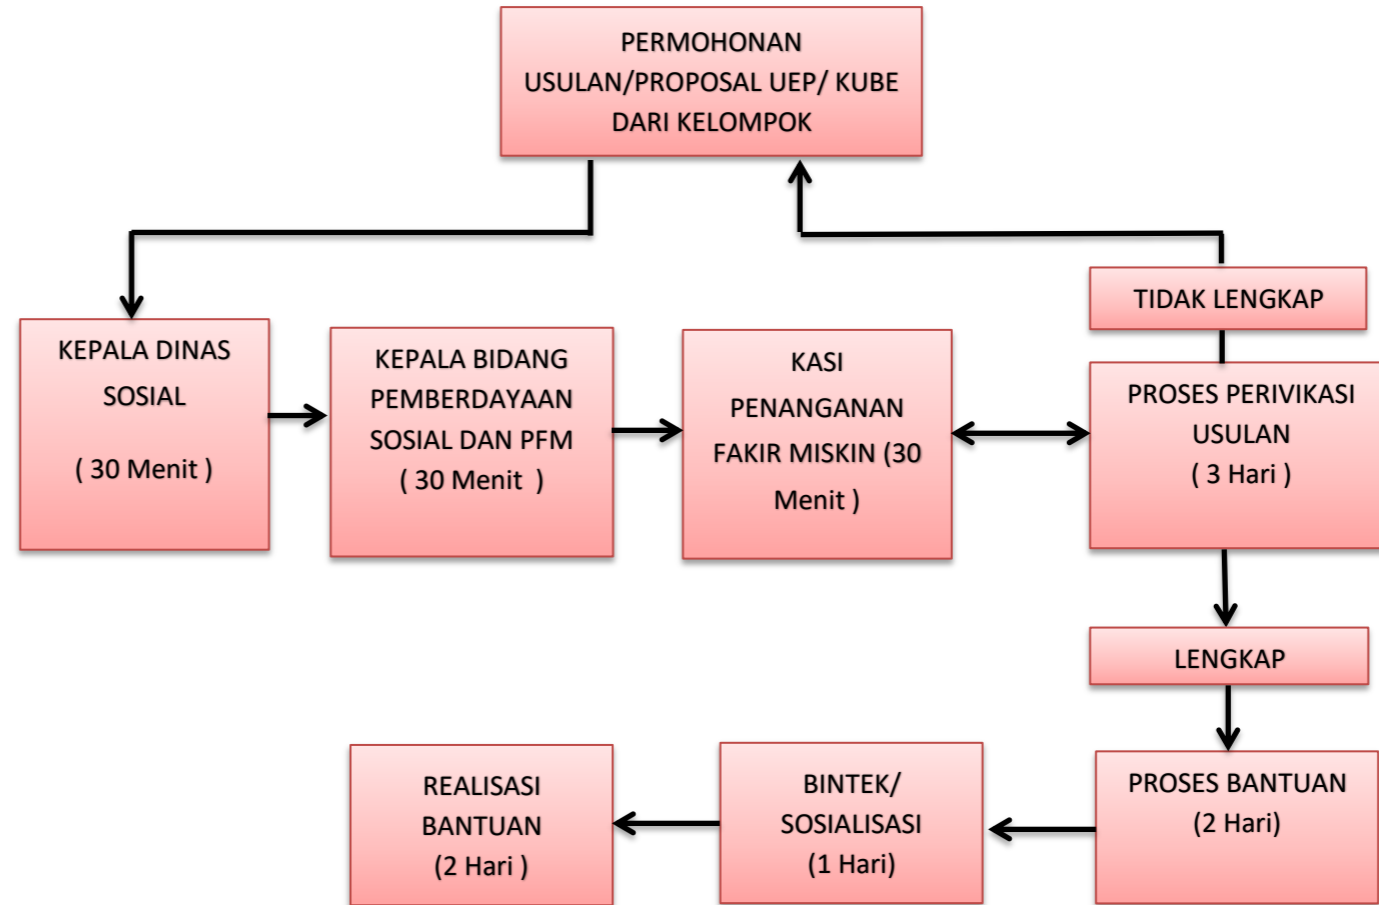 PERMOHONAN
USULAN/PROPOSAL UEP/ KUBE
DARI KELOMPOK
TIDAK LENGKAP
KEPALA DINAS
SOSIAL
( 30 Menit )
KEPALA BIDANG
PEMBERDAYAAN
SOSIAL DAN PFM
( 30 Menit )
KASI
PENANGANAN
FAKIR MISKIN (30
Menit )
PROSES PERIVIKASI
USULAN
( 3 Hari )
LENGKAP
PROSES BANTUAN
(2 Hari)
BINTEK/
SOSIALISASI
(1 Hari)
REALISASI
BANTUAN
(2 Hari )